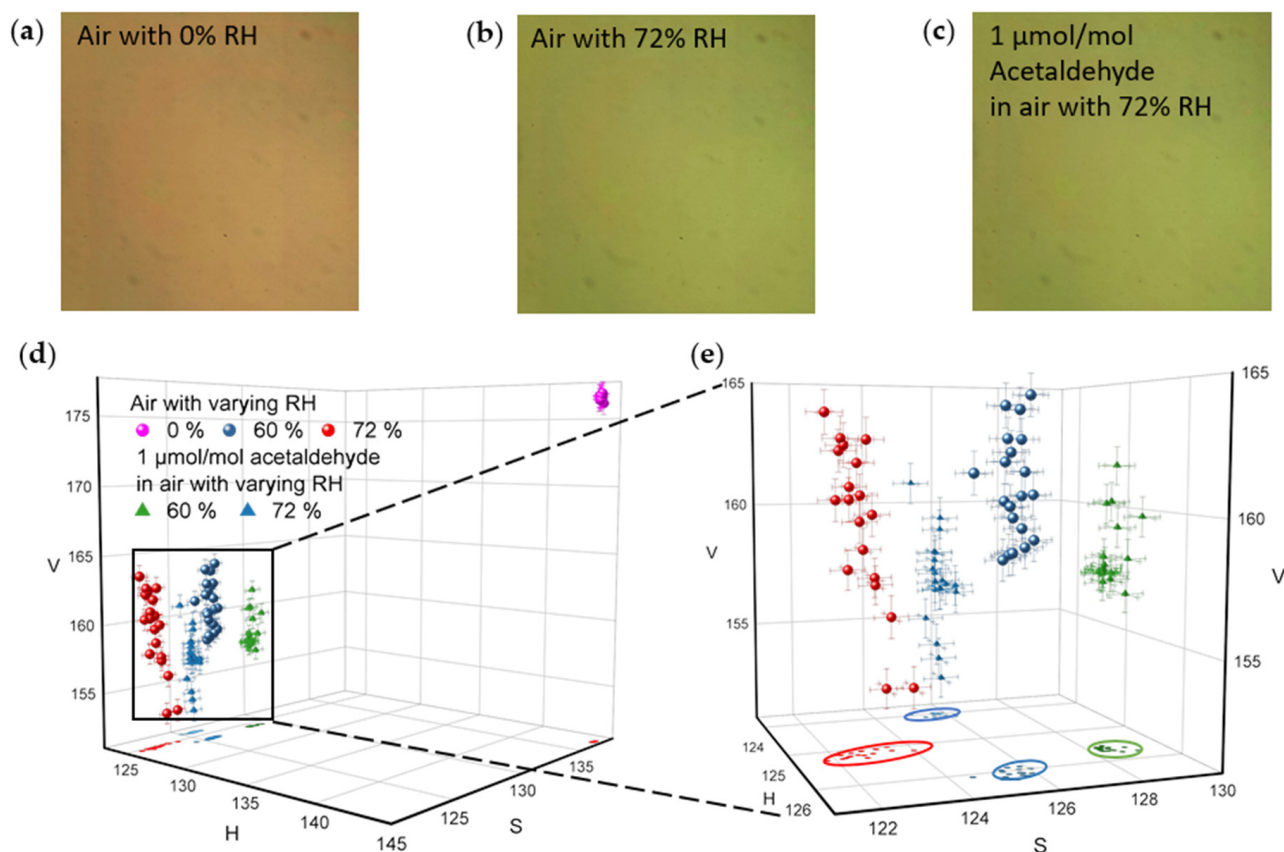 (a)
Air with 0% RH
(b)
Air with 72% RH
(c)
1 µmol/mol
Acetaldehyde
in air with 72% RH
(d)
Air with varying RH
0 % 60 % 72 %
1 µmol/mol acetaldehyde
in air with varying RH
60 % 72 %
175
170
165
V
160
155
125
130
135
140
145
H
125
130
135
S
(e)
165
160
V
155
124
125
126
H
122
124
126
128
130
S
165
160
V
155